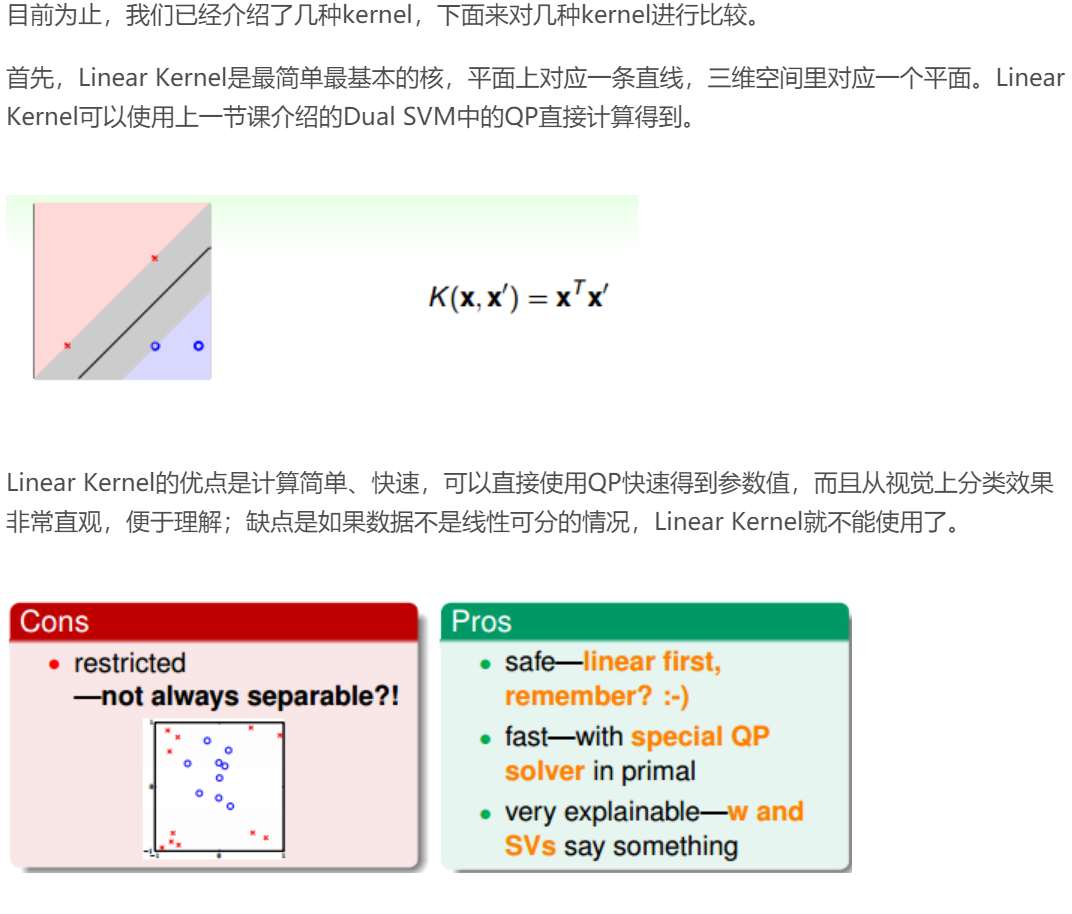 目前为止，我们已经介绍了几种kernel，下面来对几种kernel进行比较。
首先，Linear Kernel是最简单最基本的核，平面上对应一条直线，三维空间里对应一个平面。Linear
Kernel可以使用上一节课介绍的Dual SVM中的QP直接计算得到。
K(x, x′) = xᵀx′
Linear Kernel的优点是计算简单、快速，可以直接使用QP快速得到参数值，而且从视觉上分类效果
非常直观，便于理解；缺点是如果数据不是线性可分的情况，Linear Kernel就不能使用了。
Cons
• restricted
—not always separable?!
1
0
-1
-1 0 1
Pros
• safe—linear first,
remember? :-)
• fast—with special QP
solver in primal
• very explainable—w and
SVs say something